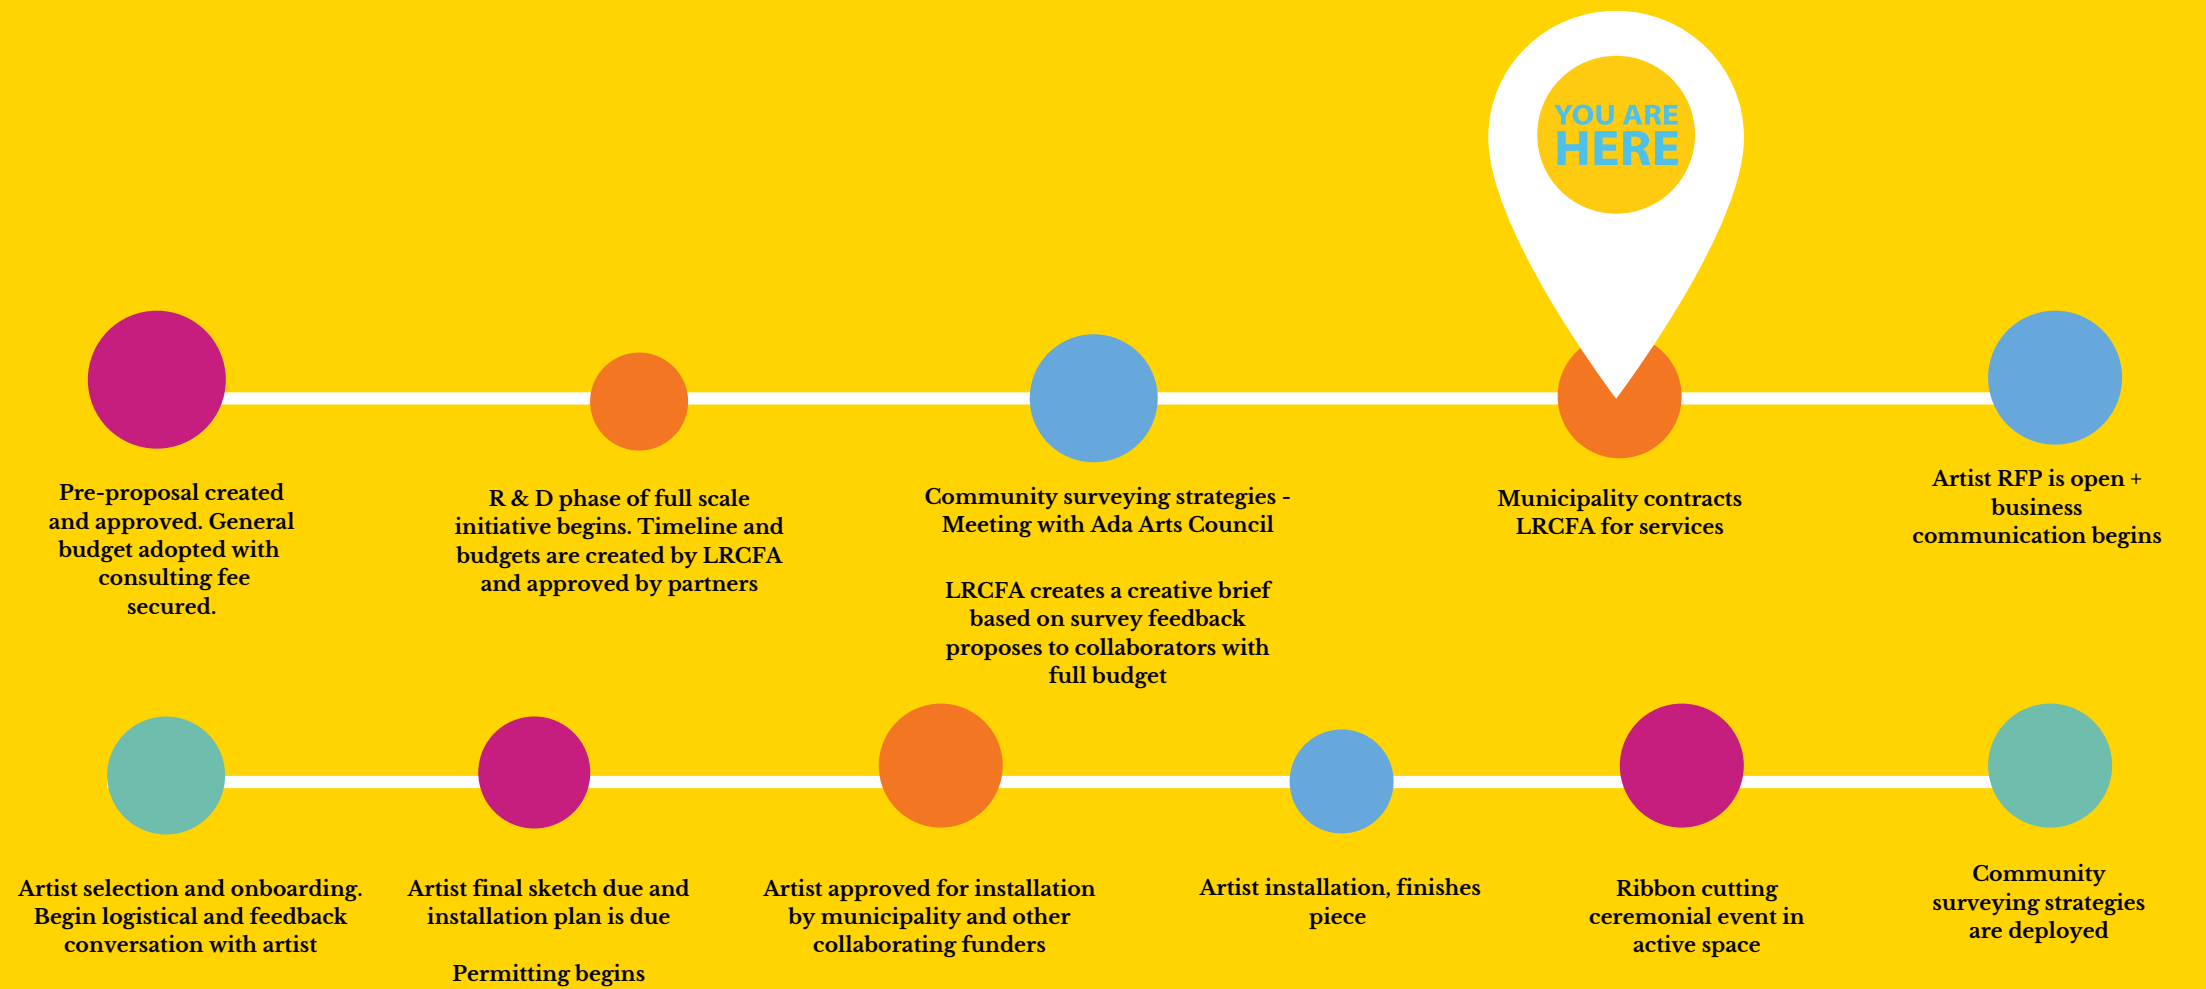 YOU ARE
HERE
Pre-proposal created
and approved. General
budget adopted with
consulting fee
secured.
R & D phase of full scale
initiative begins. Timeline and
budgets are created by LRCFA
and approved by partners
Community surveying strategies -
Meeting with Ada Arts Council
LRCFA creates a creative brief
based on survey feedback
proposes to collaborators with
full budget
Municipality contracts
LRCFA for services
Artist RFP is open +
business
communication begins
Artist selection and onboarding.
Begin logistical and feedback
conversation with artist
Artist final sketch due and
installation plan is due
Permitting begins
Artist approved for installation
by municipality and other
collaborating funders
Artist installation, finishes
piece
Ribbon cutting
ceremonial event in
active space
Community
surveying strategies
are deployed